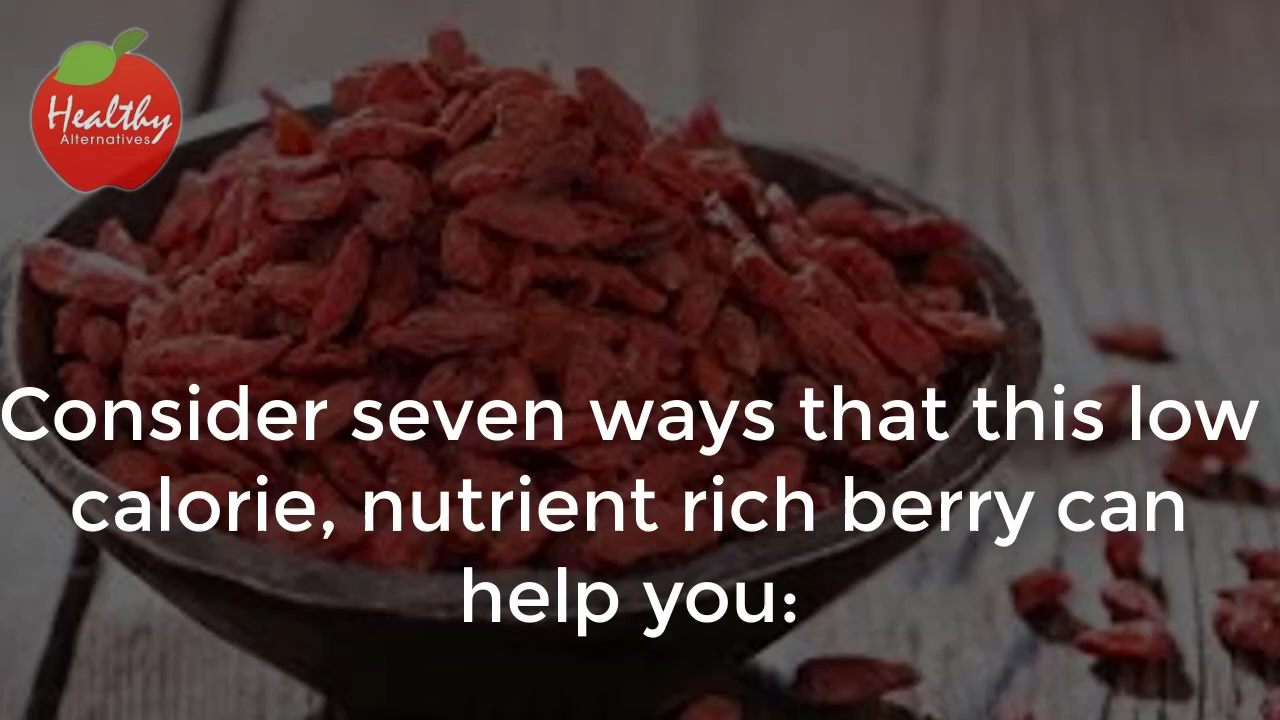 Healthy
Alternatives
Consider seven ways that this low
calorie, nutrient rich berry can
help you: